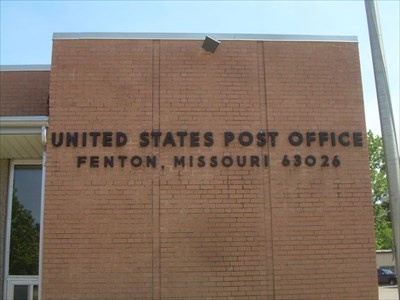 UNITED STATES POST OFFICE
FENTON, MISSOURI 63026